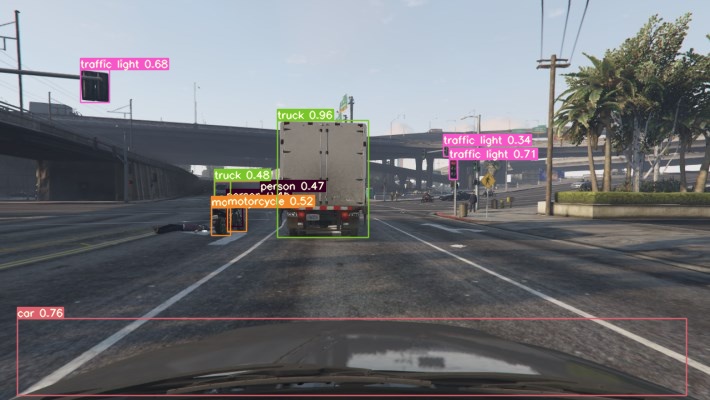 traffic light 0.68
truck 0.96
traffic light 0.34
traffic light 0.71
truck 0.48
person 0.47
motorcycle 0.52
car 0.76